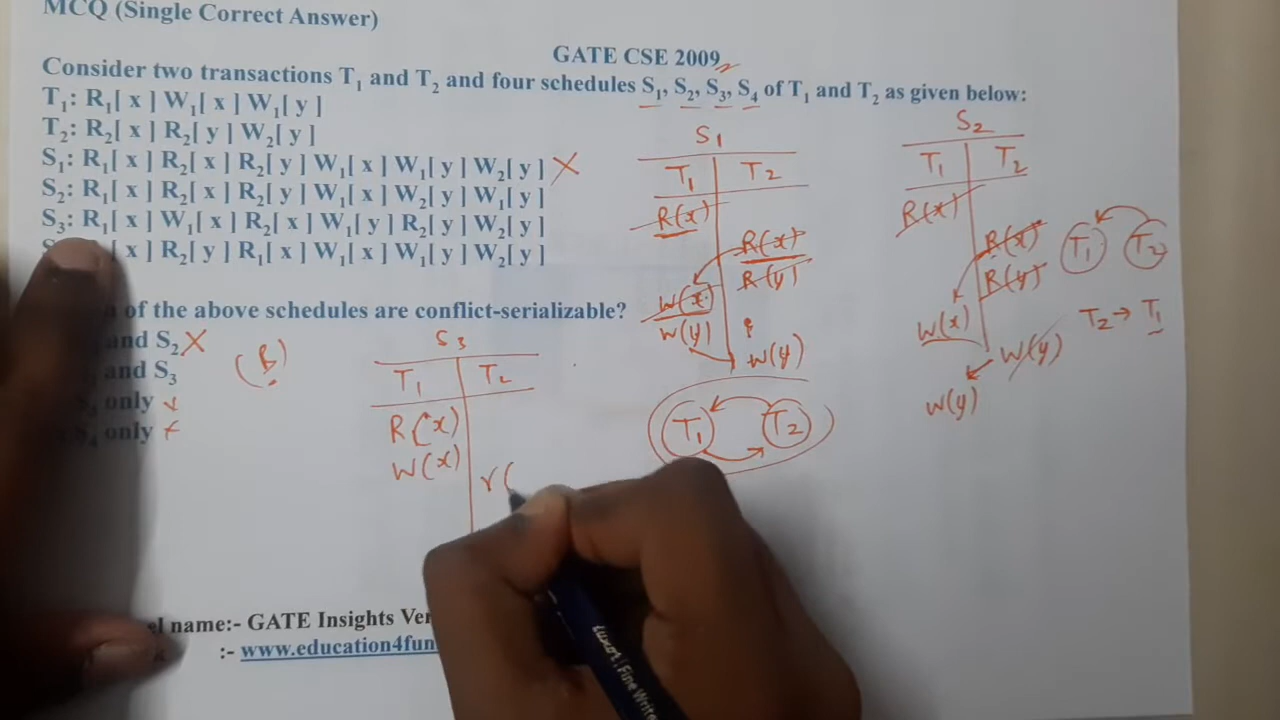 MCQ (Single Correct Answer)
GATE CSE 2009
Consider two transactions T1 and T2 and four schedules S1, S2, S3, S4 of T1 and T2 as given below:
T1: R1[ x ] W1[ x ] W1[ y ]
T2: R2[ x ] R2[ y ] W2[ y ]
S1: R1[ x ] R2[ x ] R2[ y ] W1[ x ] W1[ y ] W2[ y ] X
S2: R1[ x ] R2[ x ] R2[ y ] W1[ x ] W2[ y ] W1[ y ]
S3: R1[ x ] W1[ x ] R2[ x ] W1[ y ] R2[ y ] W2[ y ]
x ] R2[ y ] R1[ x ] W1[ x ] W1[ y ] W2[ y ]
of the above schedules are conflict-serializable?
and S2 X
and S3
only
only
(B)
S1
T1 T2
R(x)
R(x)
R(y)
W(x)
W(y)
W(y)
T1 T2
S2
T1 T2
R(x)
R(x)
R(y)
W(x)
W(y)
W(y)
T1 T2
T2 → T1
S3
T1 T2
R(x)
W(x)
r(
name:- GATE Insights
:- www.education4fun
Luxor Fine Write